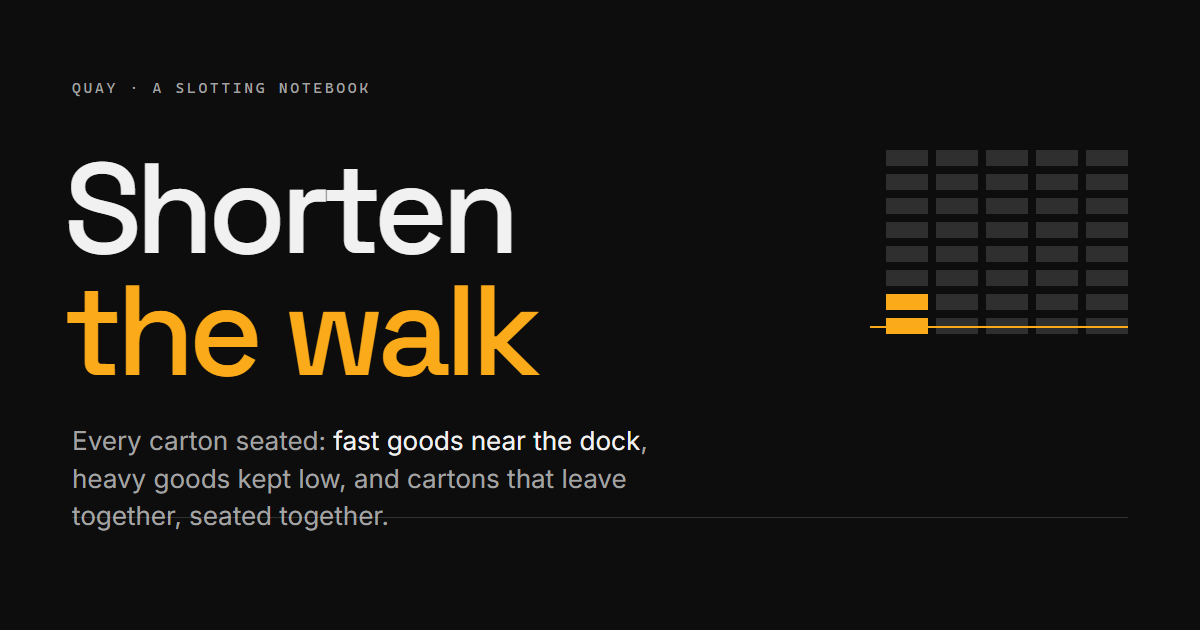 QUAY · A SLOTTING NOTEBOOK
Shorten
the walk
Every carton seated: fast goods near the dock,
heavy goods kept low, and cartons that leave
together, seated together.